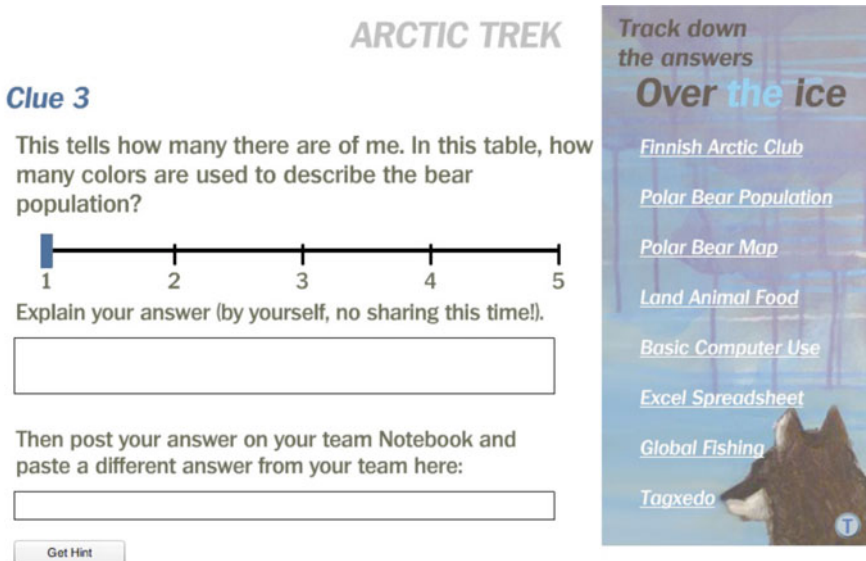 ARCTIC TREK
Clue 3
This tells how many there are of me. In this table, how
many colors are used to describe the bear
population?
1 2 3 4 5
Explain your answer (by yourself, no sharing this time!).
Then post your answer on your team Notebook and
paste a different answer from your team here:
Get Hint
Track down
the answers
Over the ice
Finnish Arctic Club
Polar Bear Population
Polar Bear Map
Land Animal Food
Basic Computer Use
Excel Spreadsheet
Global Fishing
Tagxedo
T